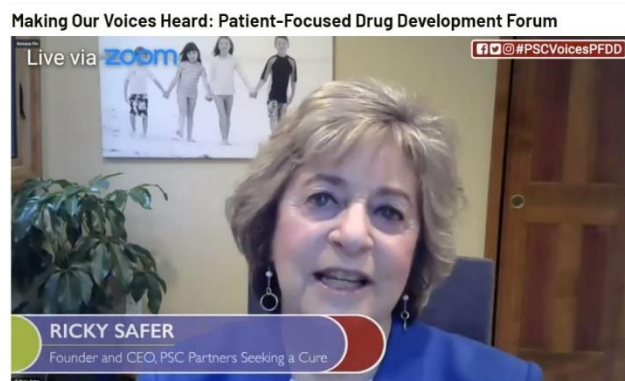 Making Our Voices Heard: Patient-Focused Drug Development Forum
Live via zoom
#PSCVoicesPFDD
RICKY SAFER
Founder and CEO, PSC Partners Seeking a Cure